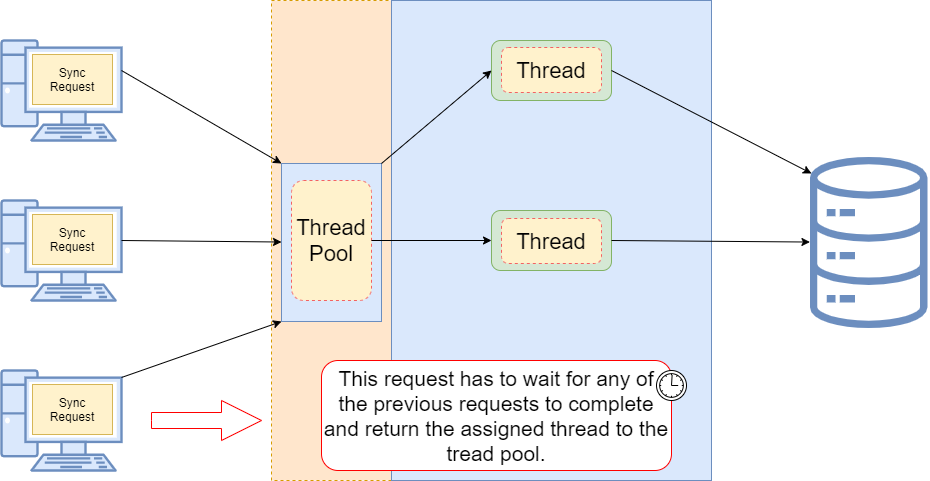 Sync
Request
Thread
Sync
Request
Thread
Pool
Thread
Sync
Request
This request has to wait for any of
the previous requests to complete
and return the assigned thread to the
tread pool.